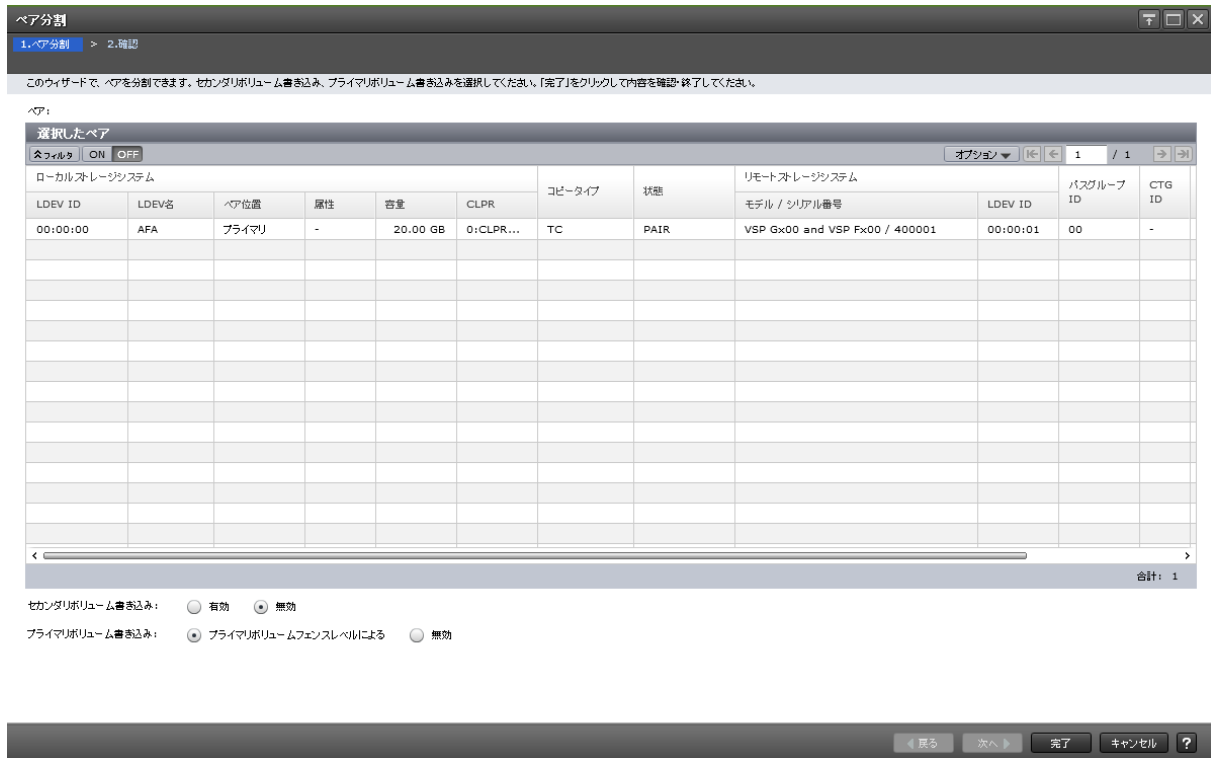 ペア分割
1.ペア分割 > 2.確認
このウィザードで、ペアを分割できます。セカンダリボリューム書き込み、プライマリボリューム書き込みを選択してください。「完了」をクリックして内容を確認・終了してください。
ペア:
選択したペア
フィルタ ON OFF オプション 1 / 1
ローカルストレージシステム コピータイプ 状態 リモートストレージシステム パスグループ ID CTG ID
LDEV ID LDEV名 ペア位置 属性 容量 CLPR モデル / シリアル番号 LDEV ID
00:00:00 AFA プライマリ - 20.00 GB 0:CLPR... TC PAIR VSP Gx00 and VSP Fx00 / 400001 00:00:01 00 -
合計: 1
セカンダリボリューム書き込み: 有効 無効
プライマリボリューム書き込み: プライマリボリュームフェンスレベルによる 無効
戻る 次へ 完了 キャンセル ?